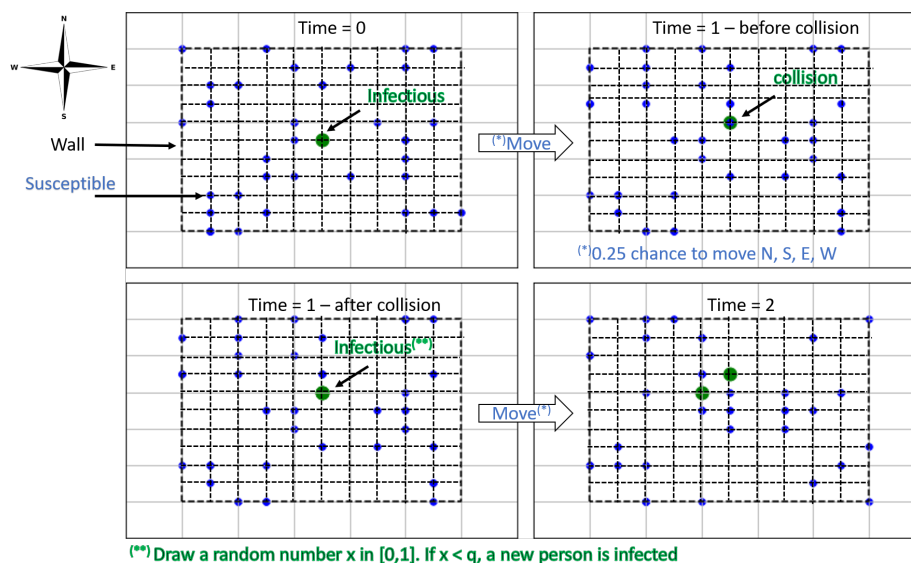 N
W
E
S
Time = 0
Infectious
Wall
Susceptible
(*)Move
Time = 1 – before collision
collision
(*)0.25 chance to move N, S, E, W
Time = 1 – after collision
Infectious(**)
Move(*)
Time = 2
(**) Draw a random number x in [0,1]. If x < q, a new person is infected